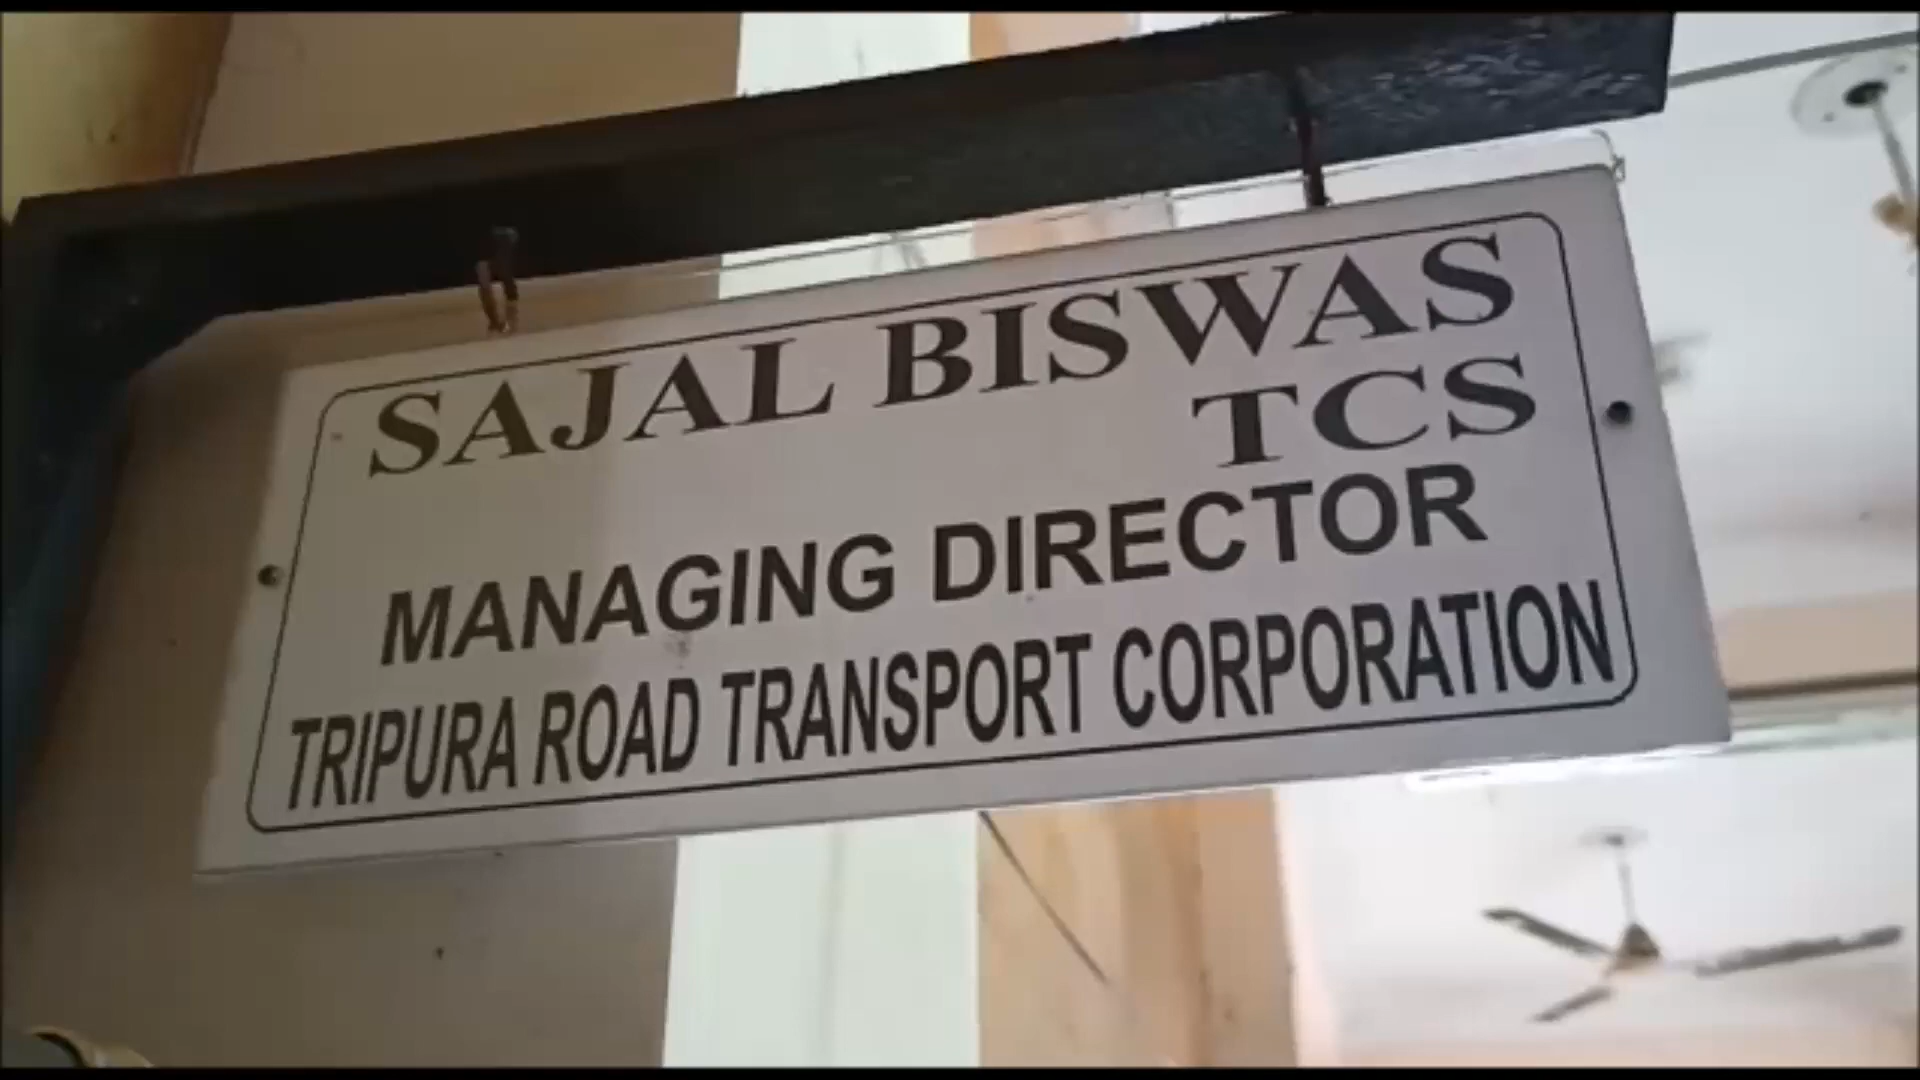 SAJAL BISWAS
TCS
MANAGING DIRECTOR
TRIPURA ROAD TRANSPORT CORPORATION